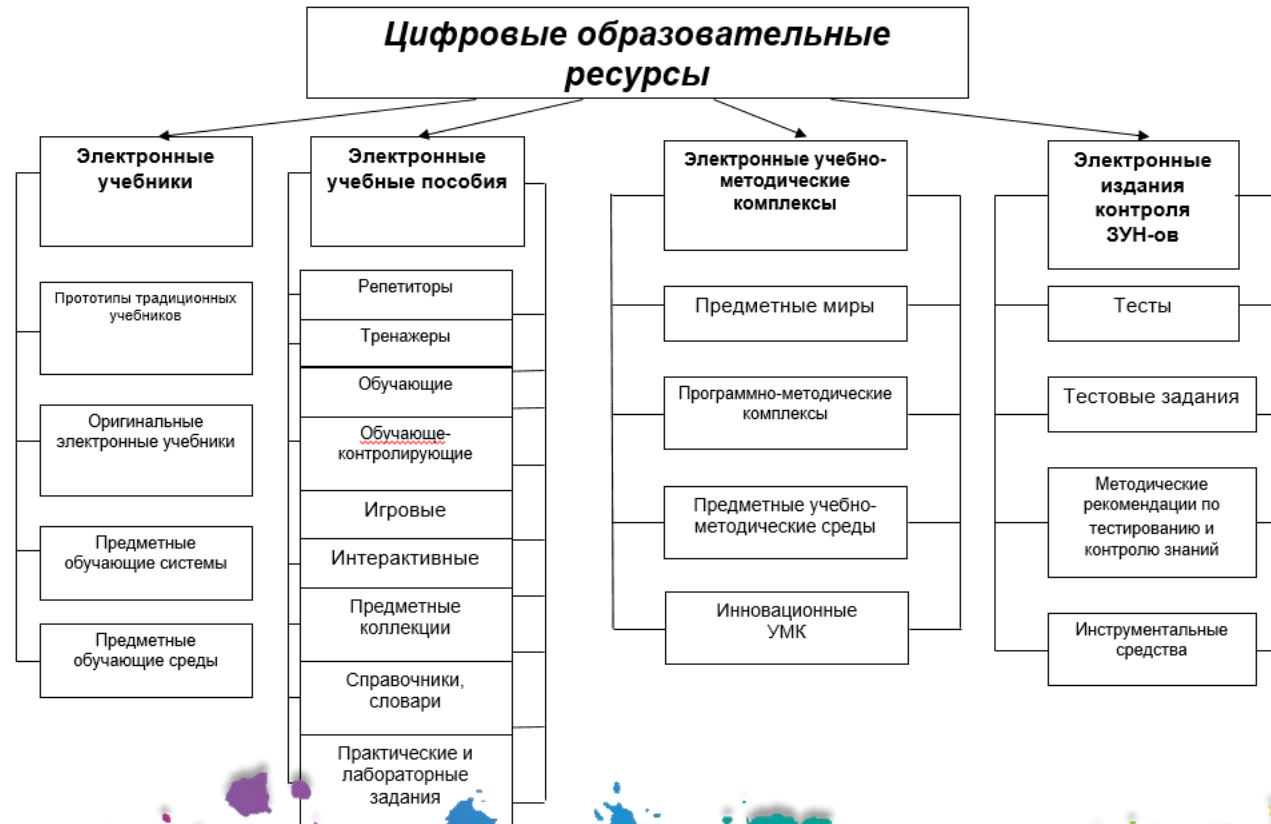 Цифровые образовательные
ресурсы
Электронные
учебники
Прототипы традиционных
учебников
Оригинальные
электронные учебники
Предметные
обучающие системы
Предметные
обучающие среды
Электронные
учебные пособия
Репетиторы
Тренажеры
Обучающие
Обучающе-
контролирующие
Игровые
Интерактивные
Предметные
коллекции
Справочники,
словари
Практические и
лабораторные
задания
Электронные учебно-
методические
комплексы
Предметные миры
Программно-методические
комплексы
Предметные учебно-
методические среды
Инновационные
УМК
Электронные
издания
контроля
ЗУН-ов
Тесты
Тестовые задания
Методические
рекомендации по
тестированию и
контролю знаний
Инструментальные
средства